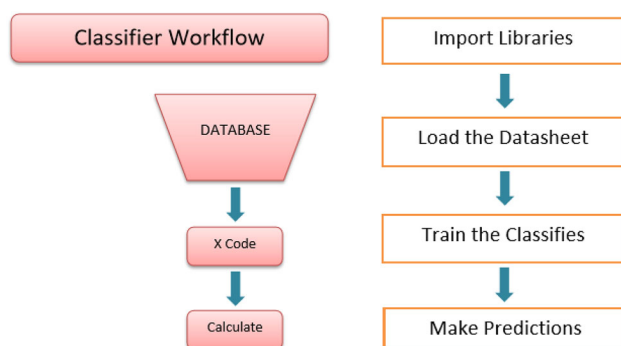 Classifier Workflow
DATABASE
X Code
Calculate
Import Libraries
Load the Datasheet
Train the Classifies
Make Predictions